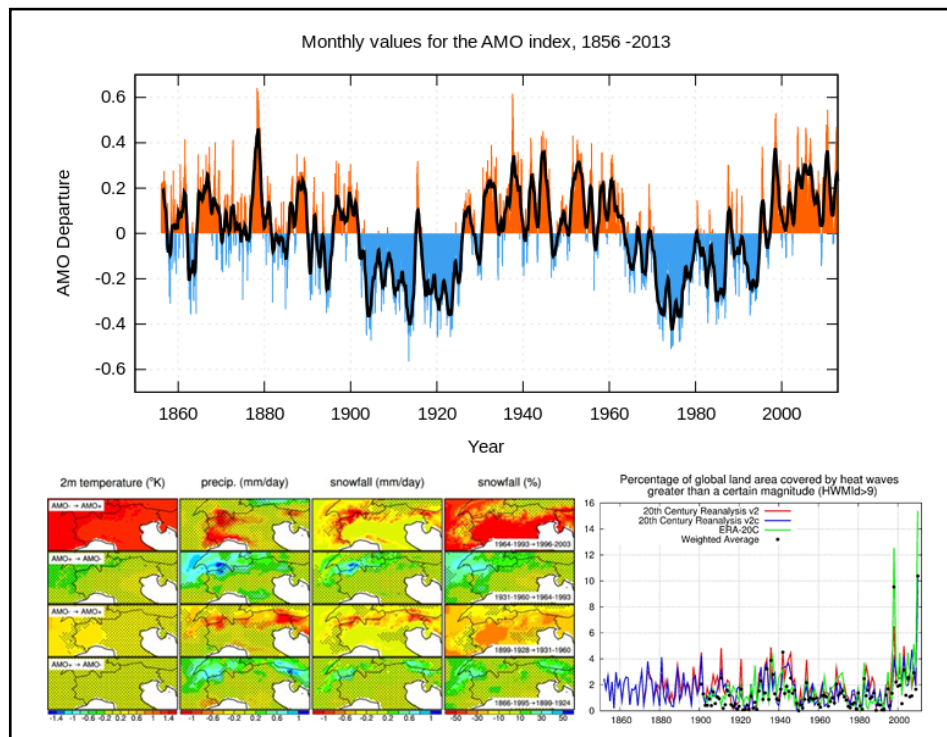 Monthly values for the AMO index, 1856 -2013
0.6
0.4
0.2
0
-0.2
-0.4
-0.6
AMO Departure
1860 1880 1900 1920 1940 1960 1980 2000
Year
2m temperature (°K) precip. (mm/day) snowfall (mm/day) snowfall (%)
AMO- → AMO+
1964-1993→1996-2003
AMO+ → AMO-
1931-1960→1964-1993
AMO- → AMO+
1899-1928→1931-1960
AMO+ → AMO-
1866-1995→1899-1924
-1.4 -1 -0.6 -0.2 0.2 0.6 1 1.4
-1 -0.6 -0.2 0.2 0.6 1
-1 -0.6 -0.2 0.2 0.6 1
-50 -30 -10 10 30 50
Percentage of global land area covered by heat waves
greater than a certain magnitude (HWMId>9)
20th Century Reanalysis v2
20th Century Reanalysis v2c
ERA-20C
Weighted Average
16
14
12
10
8
6
4
2
0
1860 1880 1900 1920 1940 1960 1980 2000